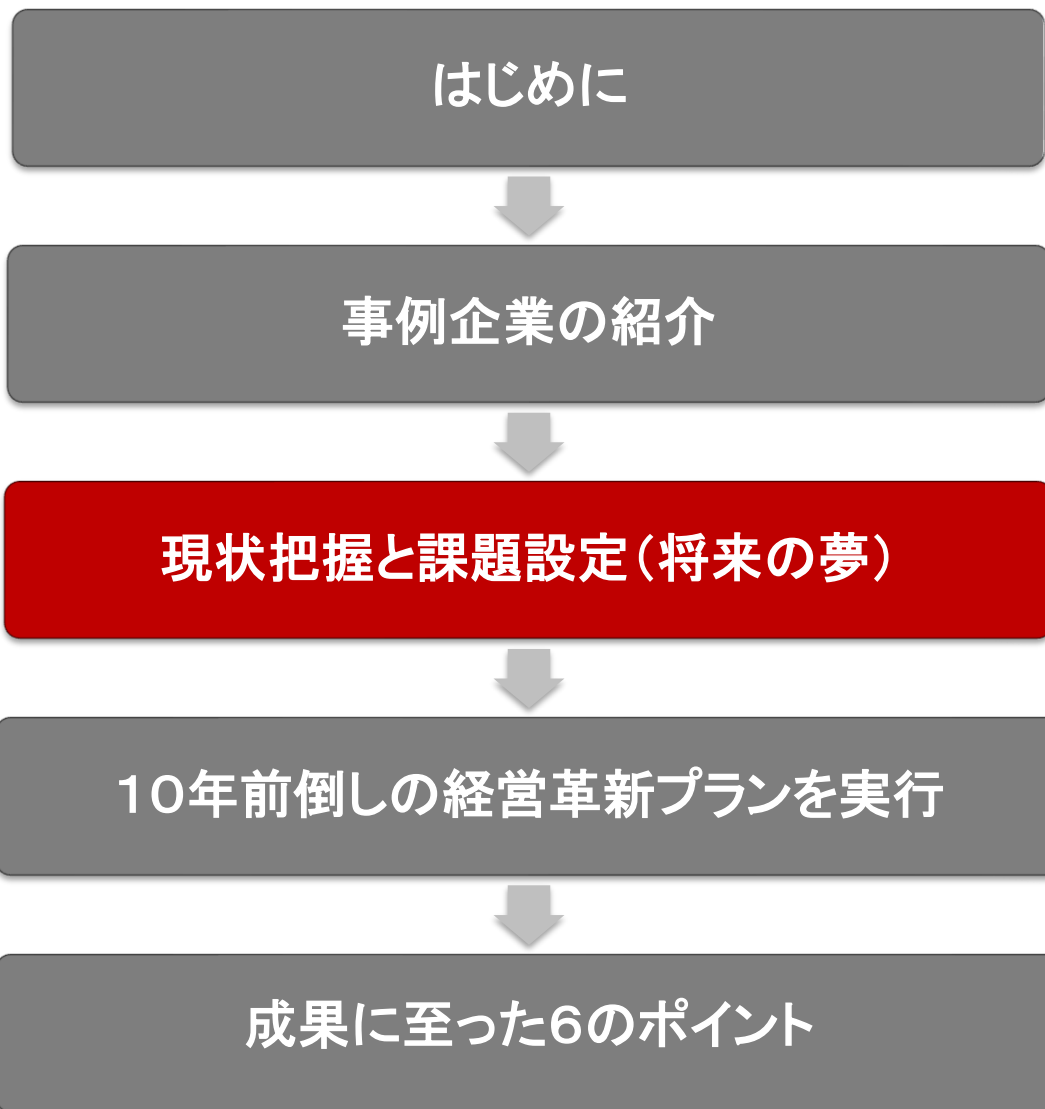 はじめに
事例企業の紹介
現状把握と課題設定（将来の夢）
１０年前倒しの経営革新プランを実行
成果に至った６のポイント